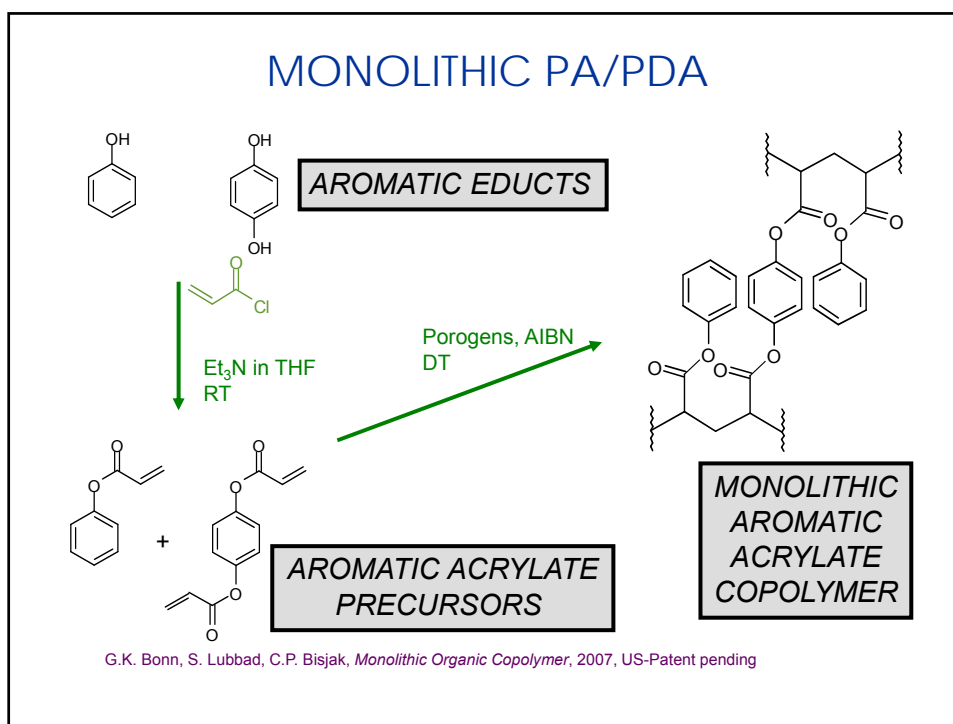 MONOLITHIC PA/PDA
OH
OH
OH
AROMATIC EDUCTS
O
Cl
Et₃N in THF
RT
Porogens, AIBN
DT
O
O
O
O
O
O
O
O
O
O
O
O
O
O
+
AROMATIC ACRYLATE
PRECURSORS
MONOLITHIC
AROMATIC
ACRYLATE
COPOLYMER
G.K. Bonn, S. Lubbad, C.P. Bisjak, Monolithic Organic Copolymer, 2007, US-Patent pending